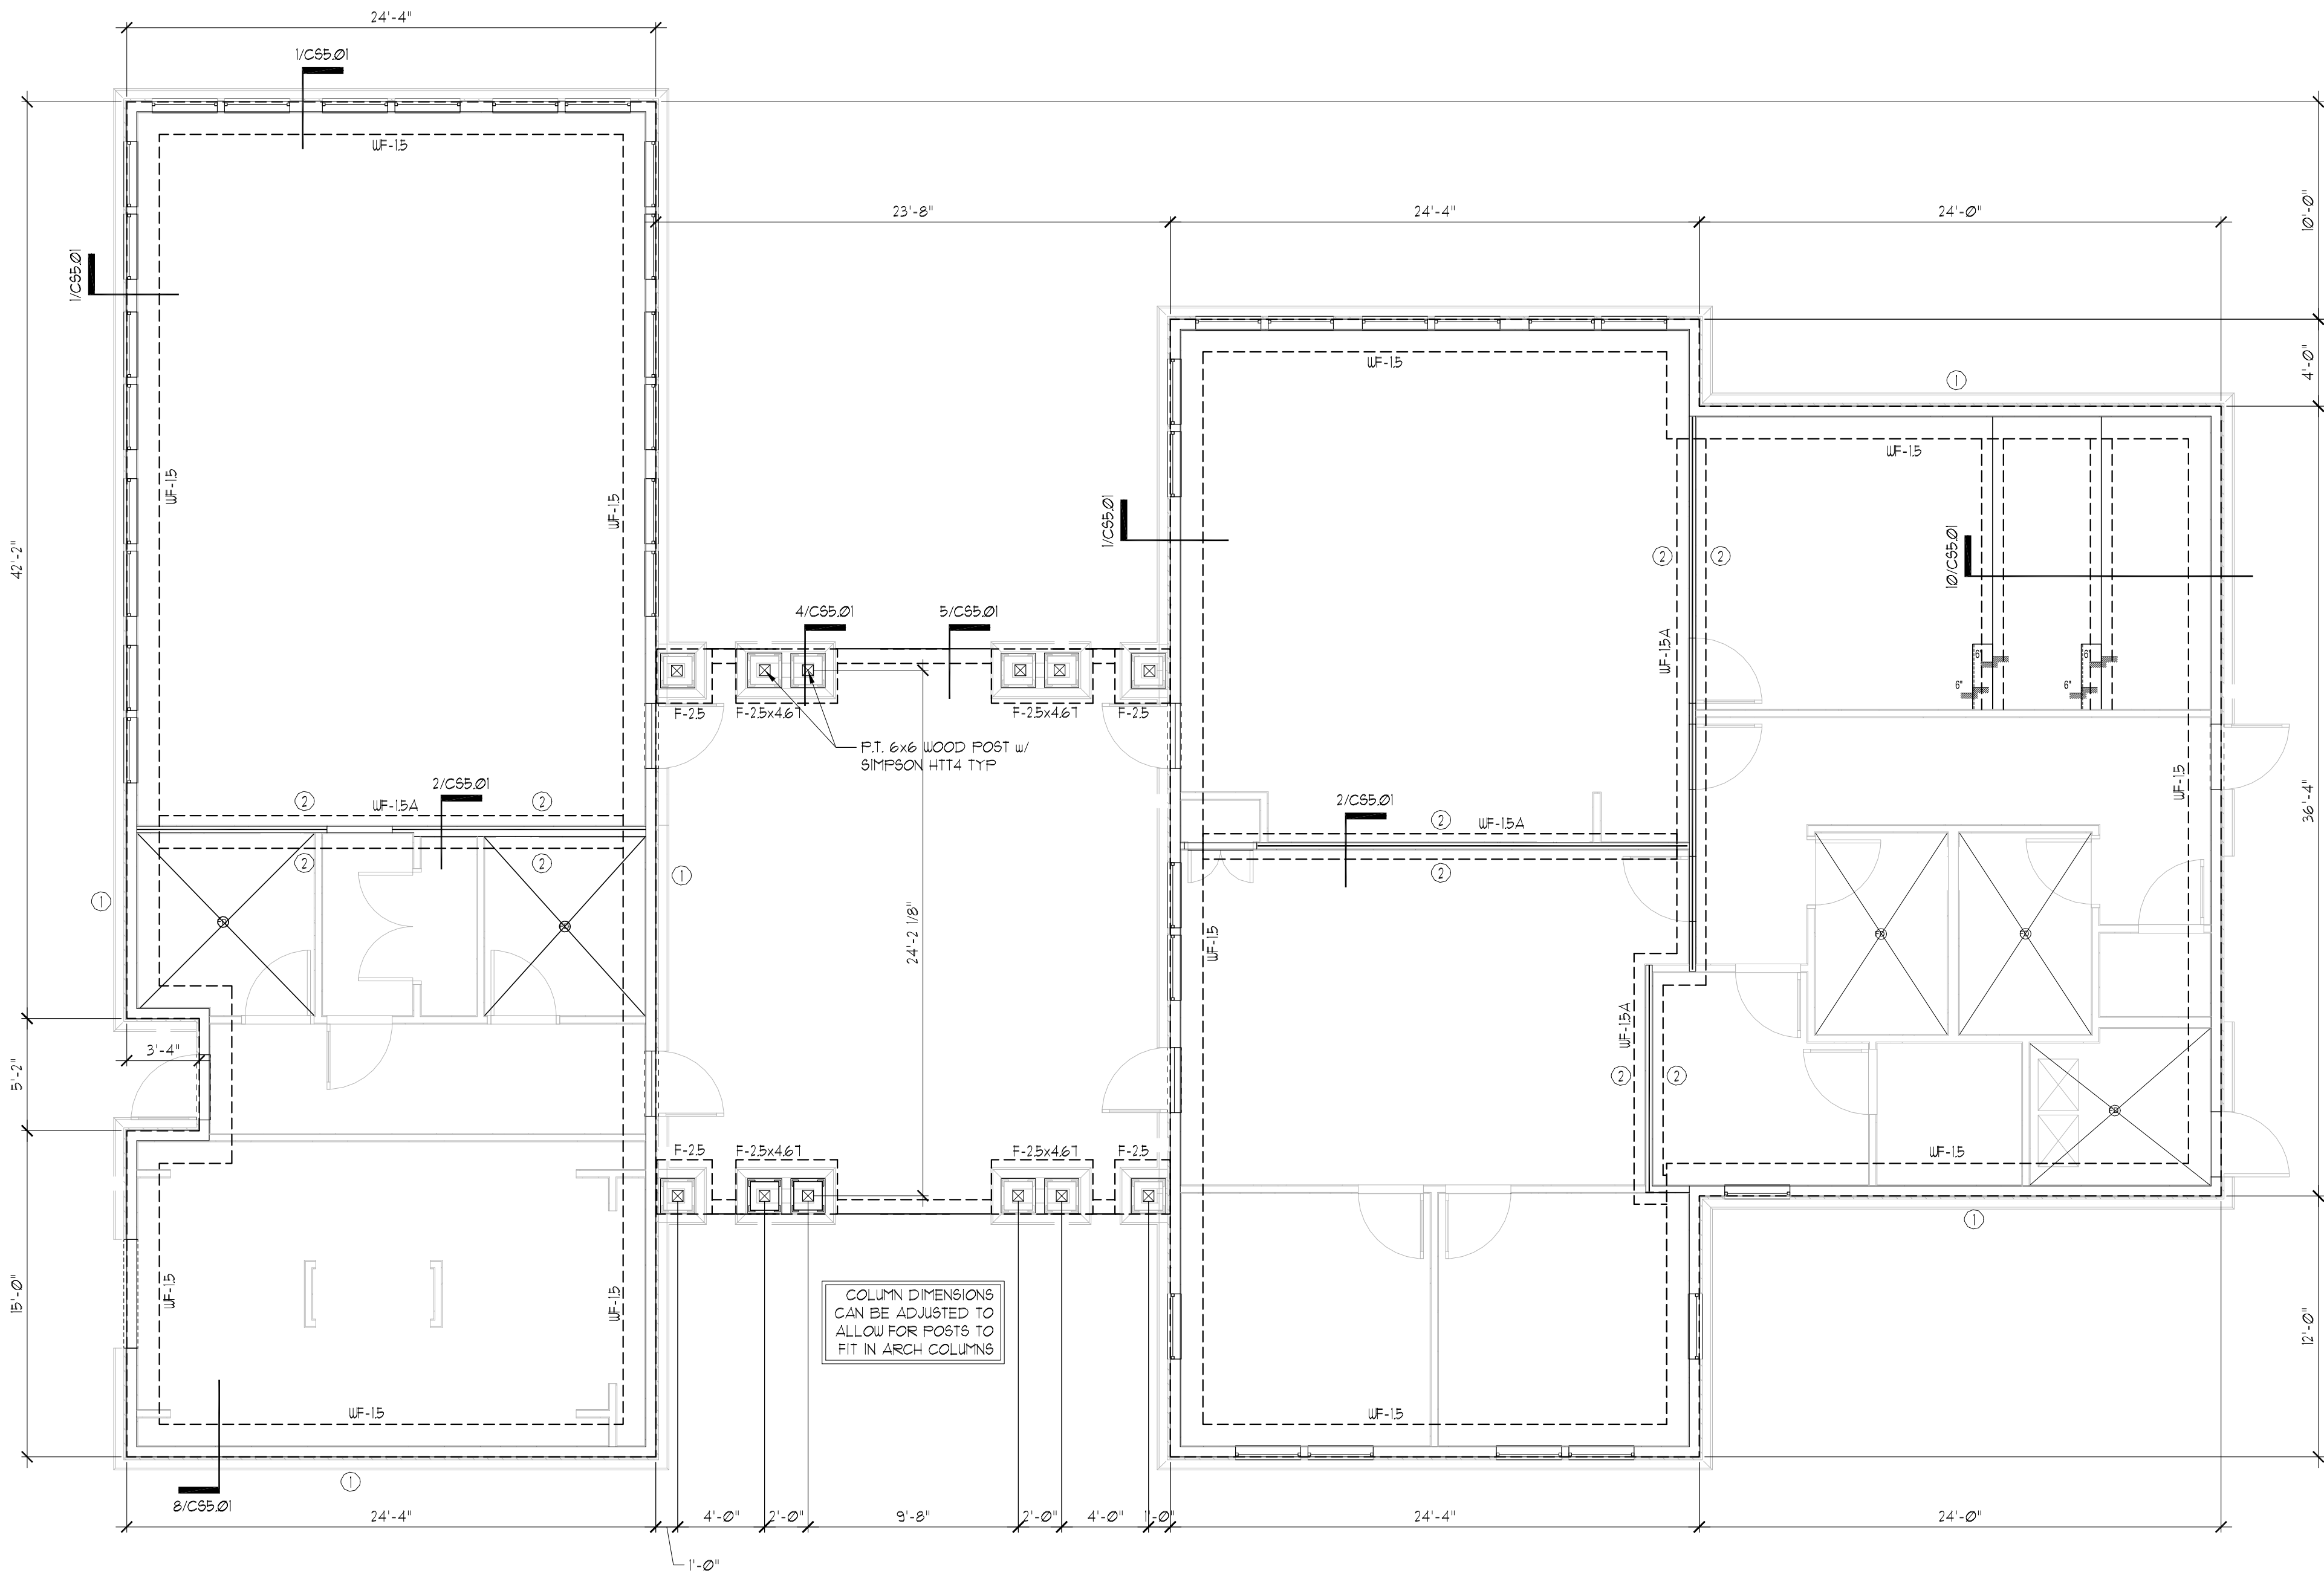 24'-4"
1/CS5.01
WF-1.5
23'-8"
24'-4"
24'-0"
10'-0"
1/CS5.01
WF-1.5
4'-0"
1
WF-1.5
WF-1.5
WF-1.5
1/CS5.01
42'-2"
2
2
10/CS5.01
4/CS5.01
5/CS5.01
WF-1.5A
6"
6"
6"
6"
F-2.5
F-2.5x4.67
F-2.5x4.67
F-2.5
P.T. 6x6 WOOD POST w/
SIMPSON HTT4 TYP
2/CS5.01
WF-1.5
2
WF-1.5A
2
2/CS5.01
36'-4"
2
WF-1.5A
2
2
1
2
1
24'-2 1/8"
WF-1.5
WF-1.5A
3'-4"
5'-2"
2
2
F-2.5
F-2.5x4.67
F-2.5x4.67
F-2.5
WF-1.5
1
15'-0"
WF-1.5
WF-1.5
COLUMN DIMENSIONS
CAN BE ADJUSTED TO
ALLOW FOR POSTS TO
FIT IN ARCH COLUMNS
12'-0"
WF-1.5
WF-1.5
1
8/CS5.01
24'-4"
4'-0"
2'-0"
9'-8"
2'-0"
4'-0"
1'-0"
24'-4"
24'-0"
1'-0"